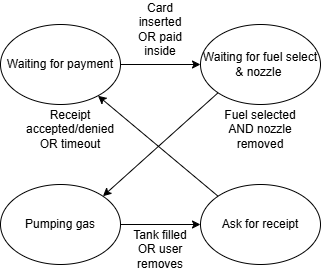 Card
inserted
OR paid
inside
Waiting for payment
Waiting for fuel select
& nozzle
Receipt
accepted/denied
OR timeout
Fuel selected
AND nozzle
removed
Pumping gas
Tank filled
OR user
removes
Ask for receipt